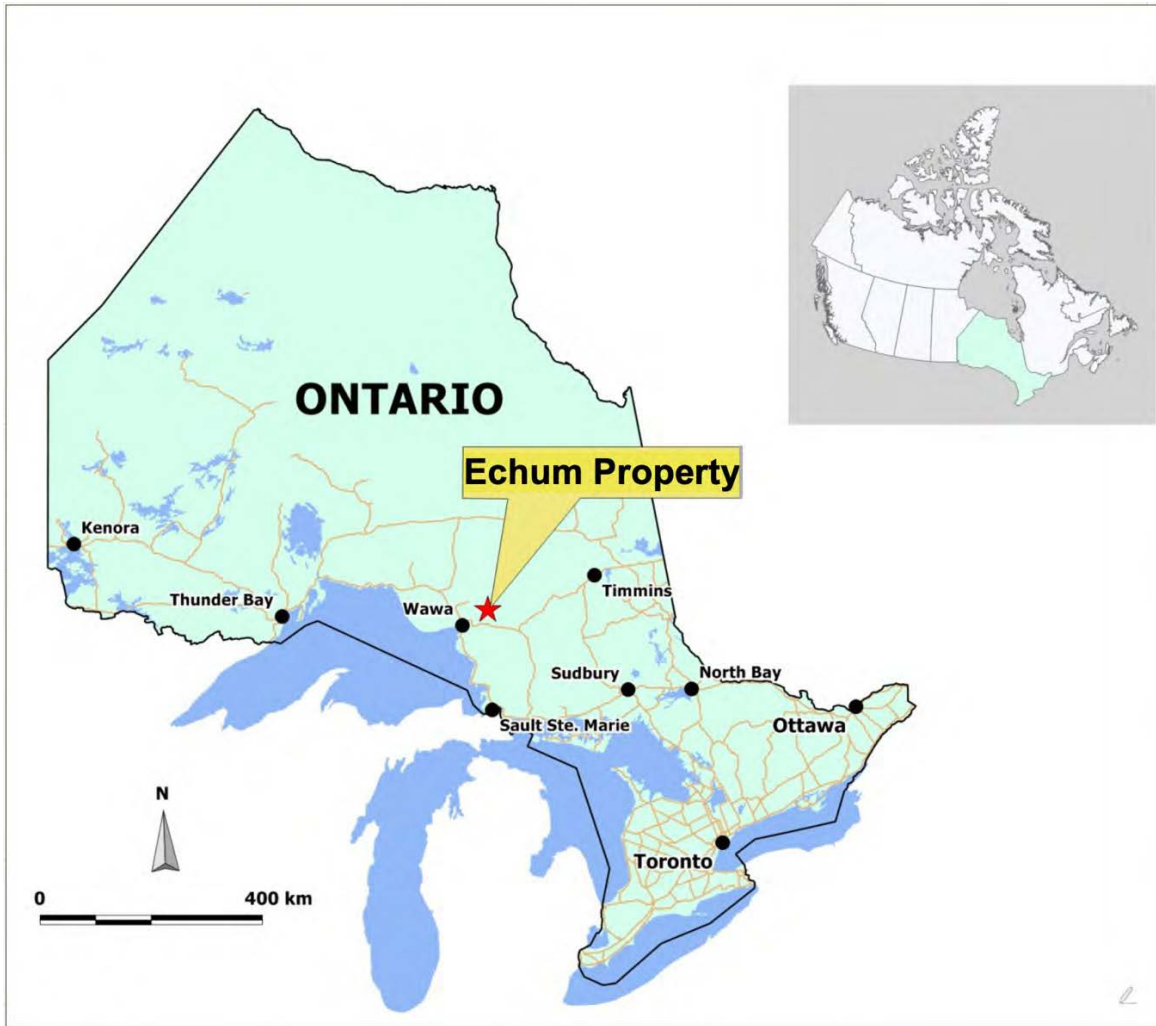 ONTARIO
Echum Property
Kenora
Timmins
Thunder Bay
Wawa
Sudbury
North Bay
Ottawa
Sault Ste. Marie
N
Toronto
0 400 km